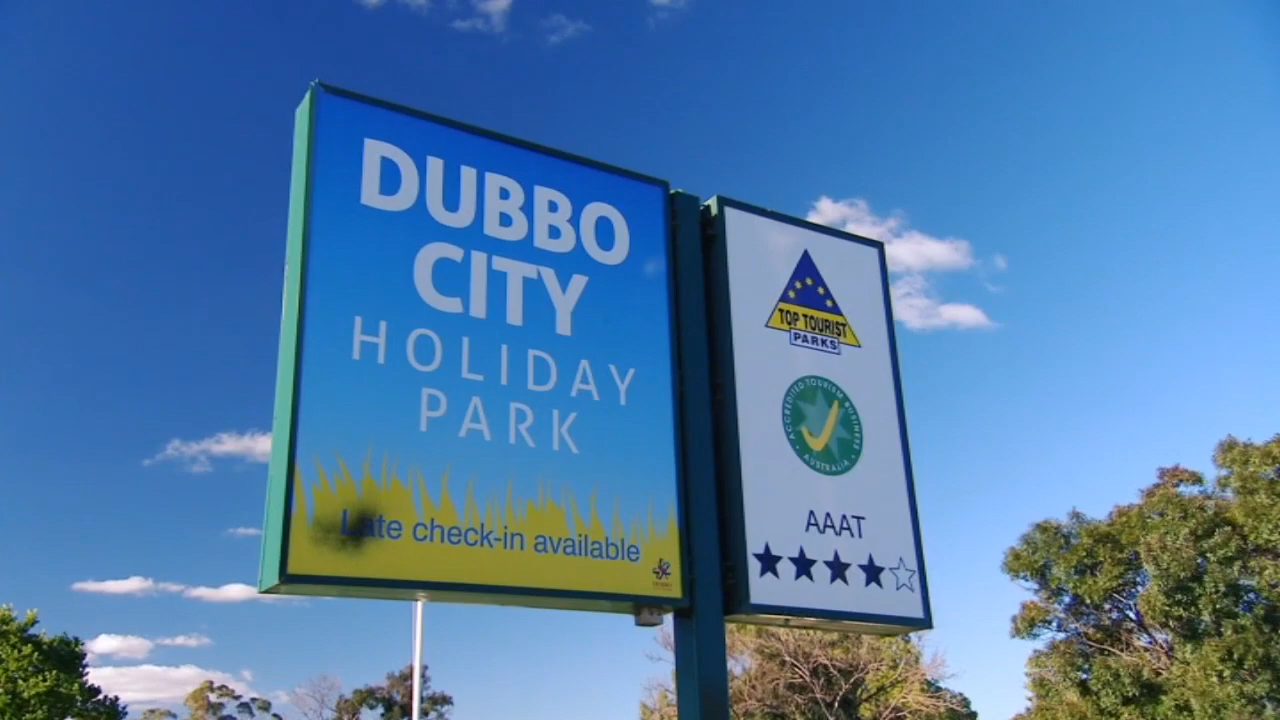 DUBBO
CITY
HOLIDAY
PARK
Late check-in available
TOP TOURIST
PARKS
ACCREDITED TOURISM BUSINESS
AUSTRALIA
AAAT